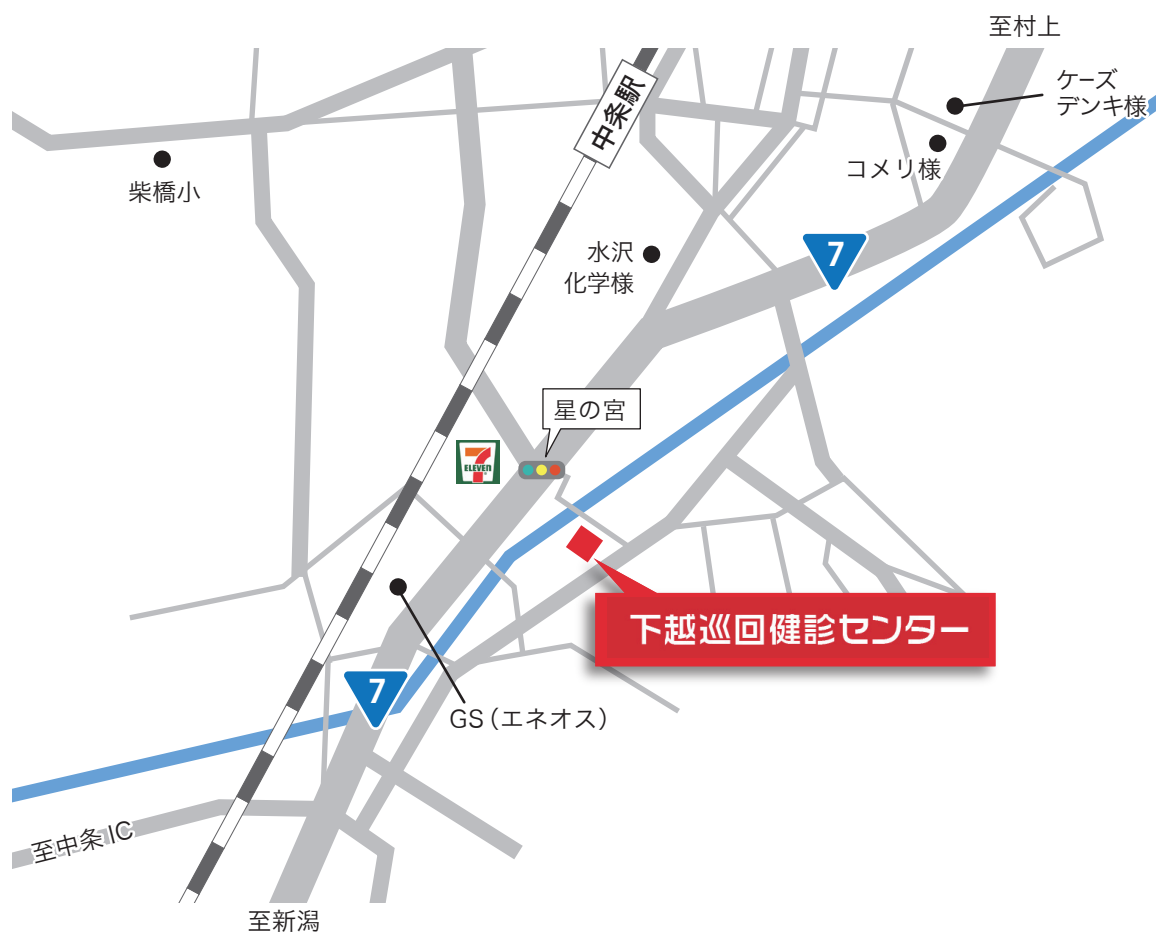 至村上
ケーズ
デンキ様
中条駅
コメリ様
柴橋小
水沢
化学様
7
星の宮
7
ELEVEN
下越巡回健診センター
7
GS（エネオス）
至中条 IC
至新潟